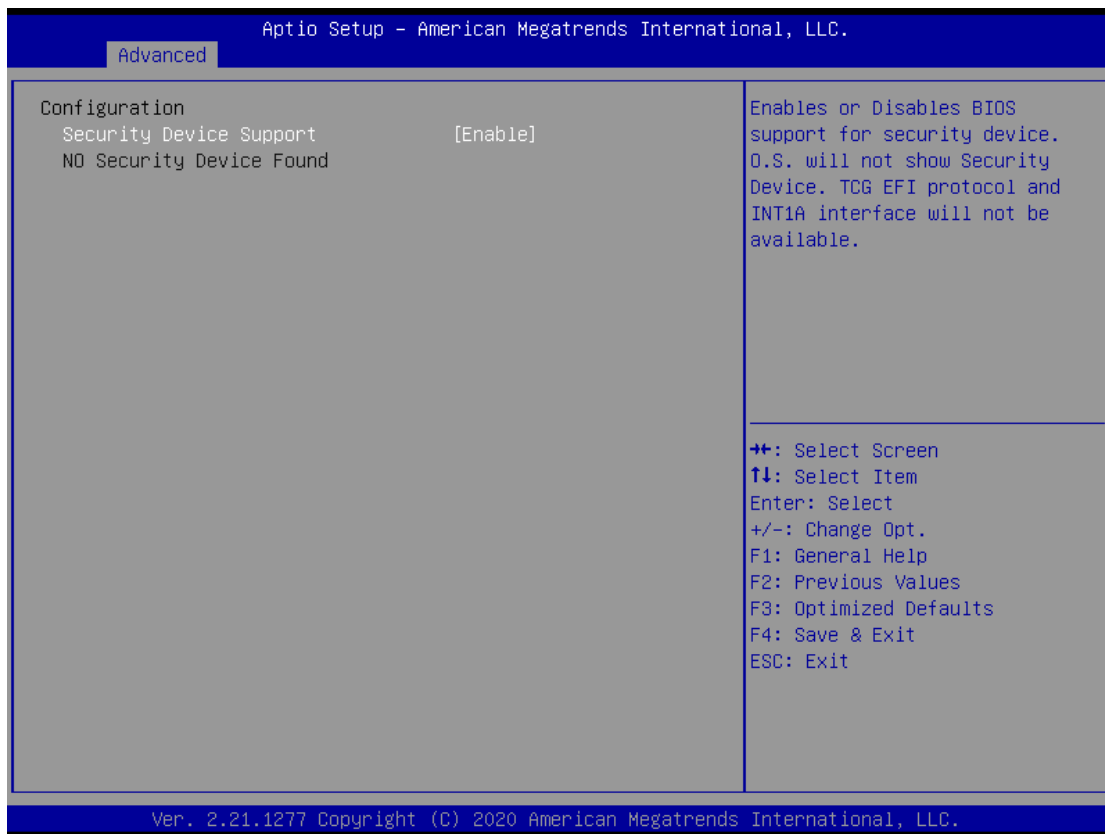 Aptio Setup – American Megatrends International, LLC.
Advanced
Configuration
Security Device Support [Enable]
NO Security Device Found
Enables or Disables BIOS
support for security device.
O.S. will not show Security
Device. TCG EFI protocol and
INT1A interface will not be
available.
→←: Select Screen
↑↓: Select Item
Enter: Select
+/-: Change Opt.
F1: General Help
F2: Previous Values
F3: Optimized Defaults
F4: Save & Exit
ESC: Exit
Ver. 2.21.1277 Copyright (C) 2020 American Megatrends International, LLC.